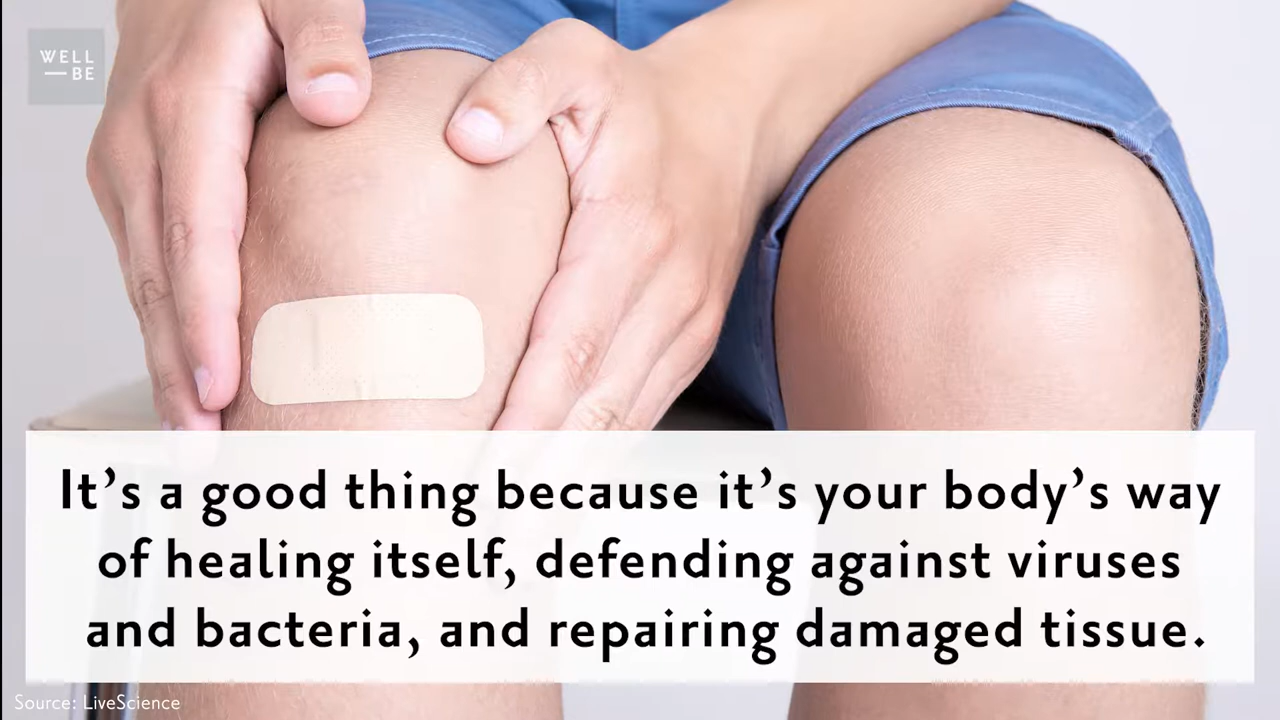 WELL
—BE
It’s a good thing because it’s your body’s way
of healing itself, defending against viruses
and bacteria, and repairing damaged tissue.
Source: LiveScience